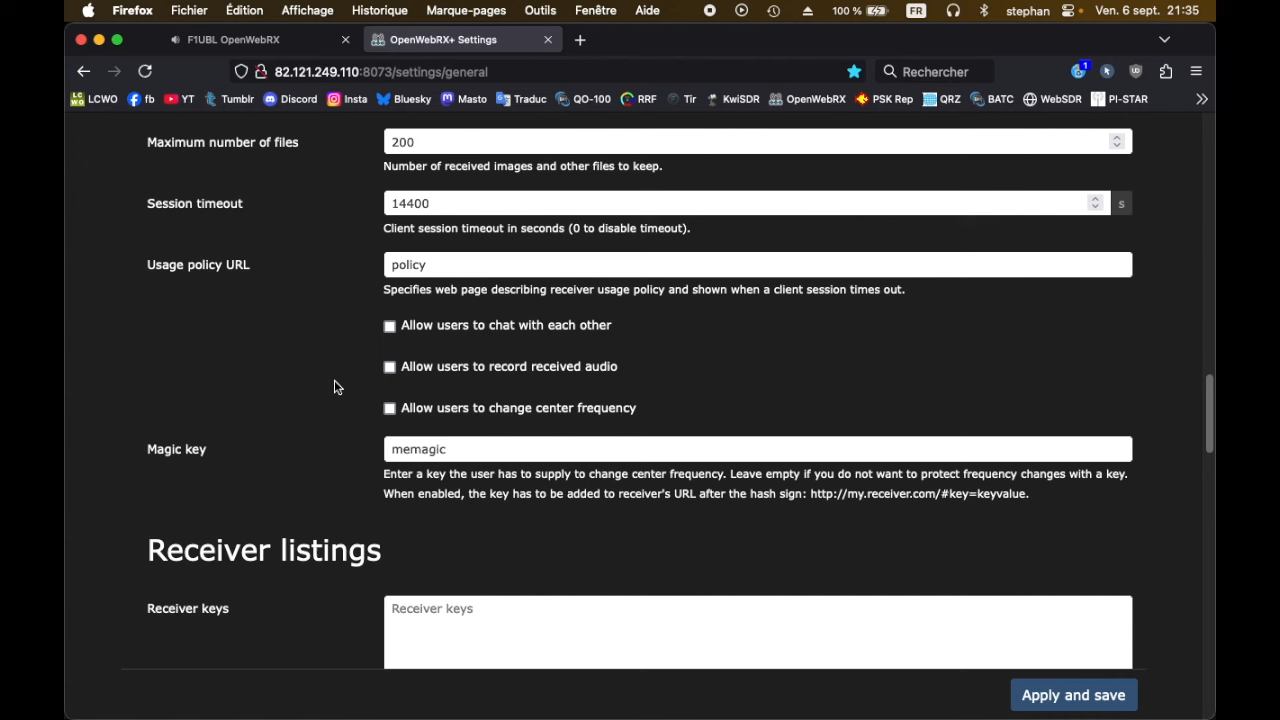 Firefox Fichier Édition Affichage Historique Marque-pages Outils Fenêtre Aide 100 % FR stephan Ven. 6 sept. 21:35
F1UBL OpenWebRX OpenWebRX+ Settings
82.121.249.110:8073/settings/general Rechercher 1
LCWO fb YT Tumblr Discord Insta Bluesky Masto Traduc QO-100 RRF Tir KwiSDR OpenWebRX PSK Rep QRZ BATC WebSDR PI-STAR
Maximum number of files 200
Number of received images and other files to keep.
Session timeout 14400 s
Client session timeout in seconds (0 to disable timeout).
Usage policy URL policy
Specifies web page describing receiver usage policy and shown when a client session times out.
Allow users to chat with each other
Allow users to record received audio
Allow users to change center frequency
Magic key memagic
Enter a key the user has to supply to change center frequency. Leave empty if you do not want to protect frequency changes with a key.
When enabled, the key has to be added to receiver's URL after the hash sign: http://my.receiver.com/#key=keyvalue.
Receiver listings
Receiver keys Receiver keys
Apply and save